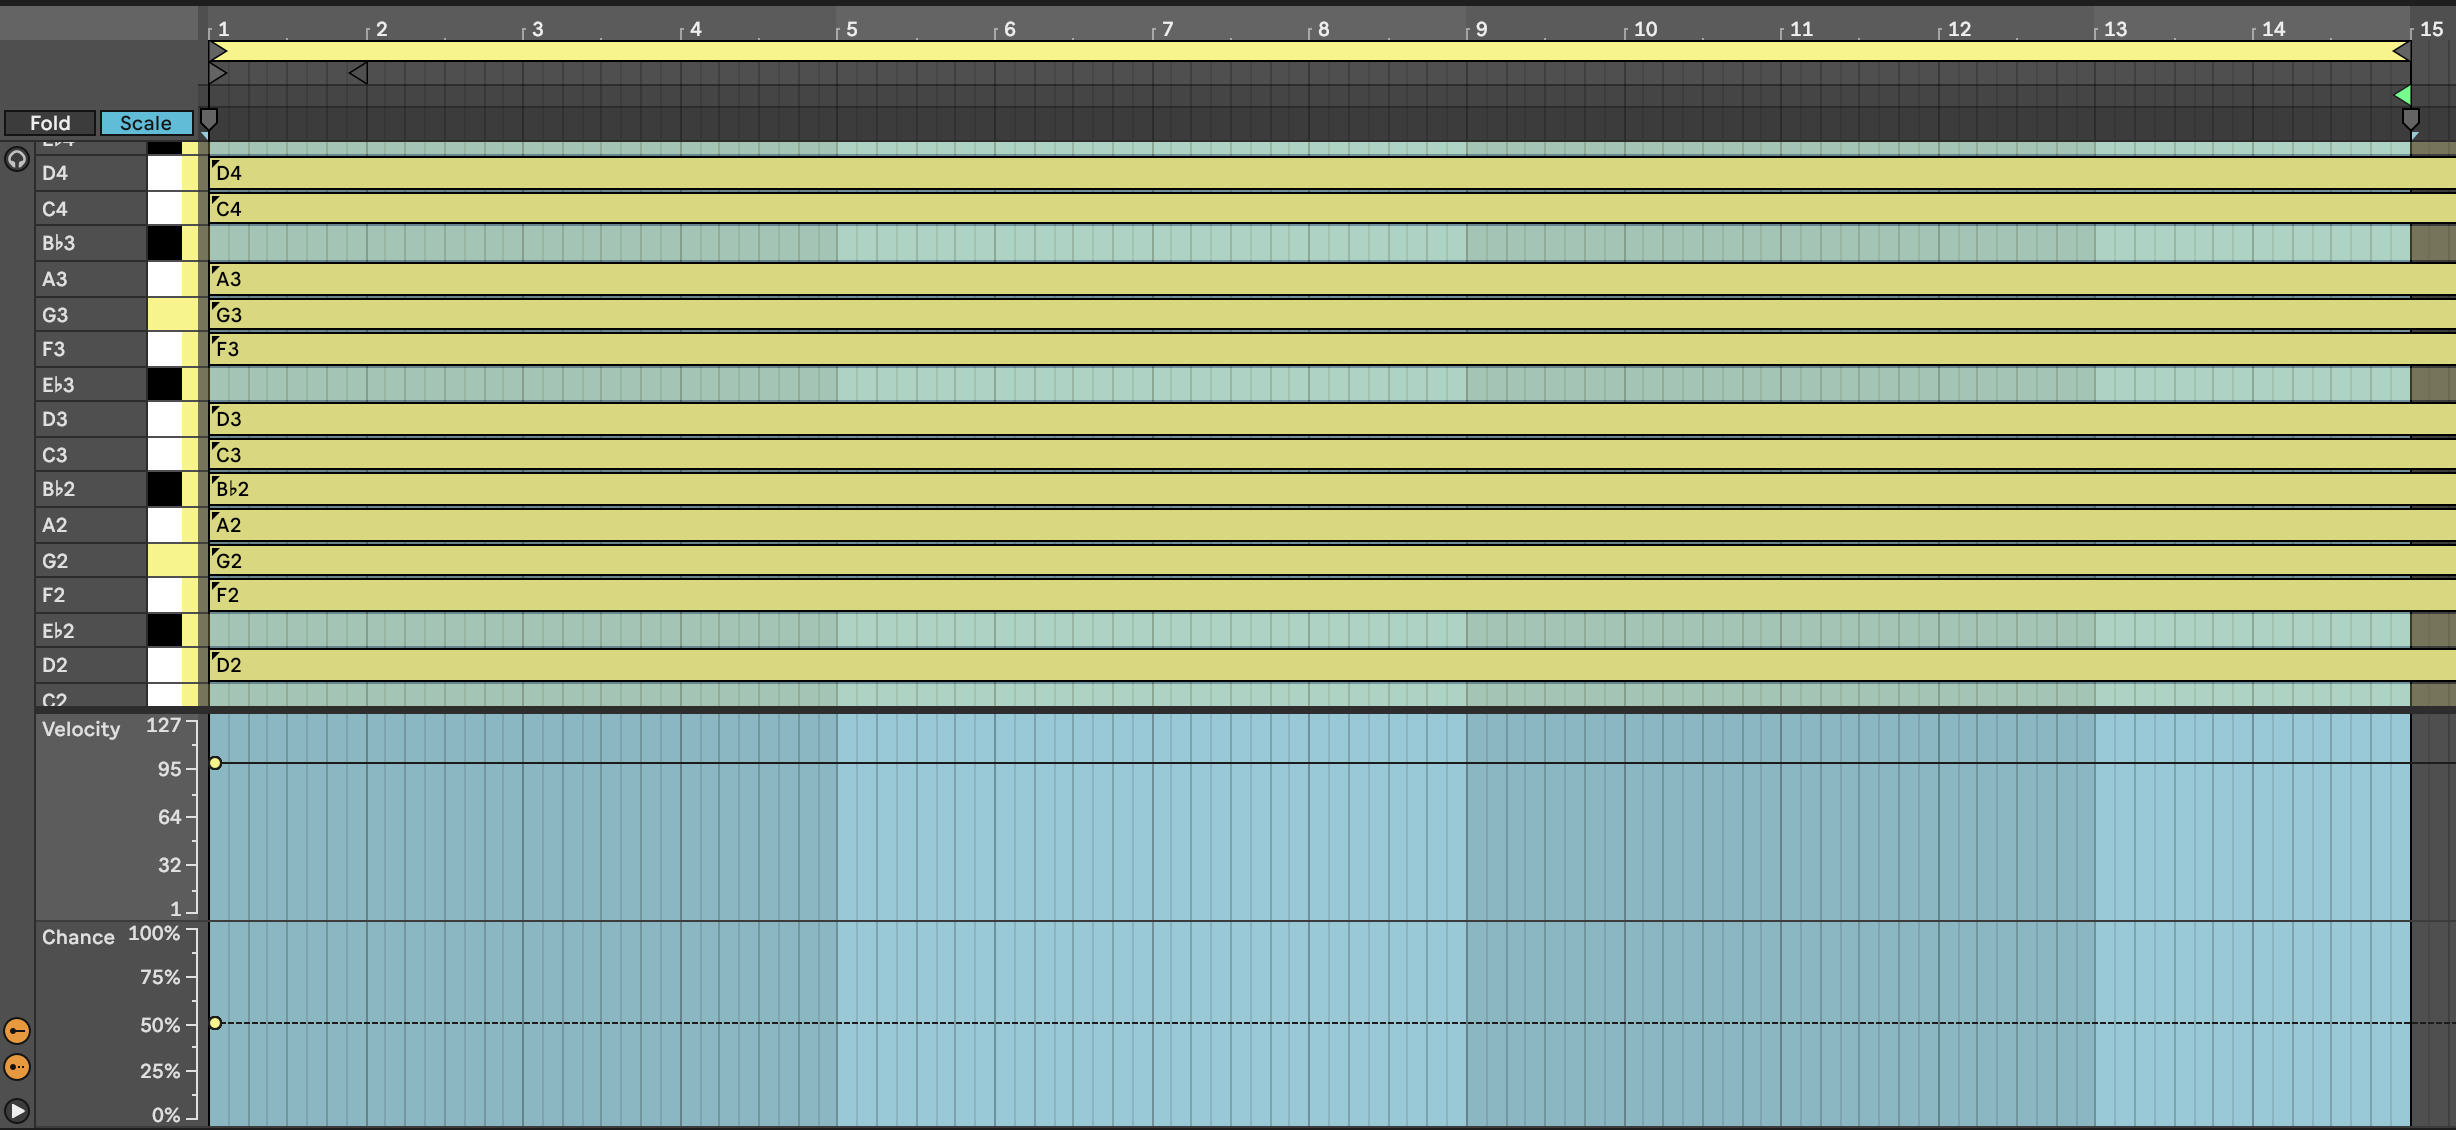 1 2 3 4 5 6 7 8 9 10 11 12 13 14 15
Fold Scale
E♭4
D4 D4
C4 C4
B♭3
A3 A3
G3 G3
F3 F3
E♭3
D3 D3
C3 C3
B♭2 B♭2
A2 A2
G2 G2
F2 F2
E♭2
D2 D2
C2
Velocity 127
95
64
32
1
Chance 100%
75%
50%
25%
0%